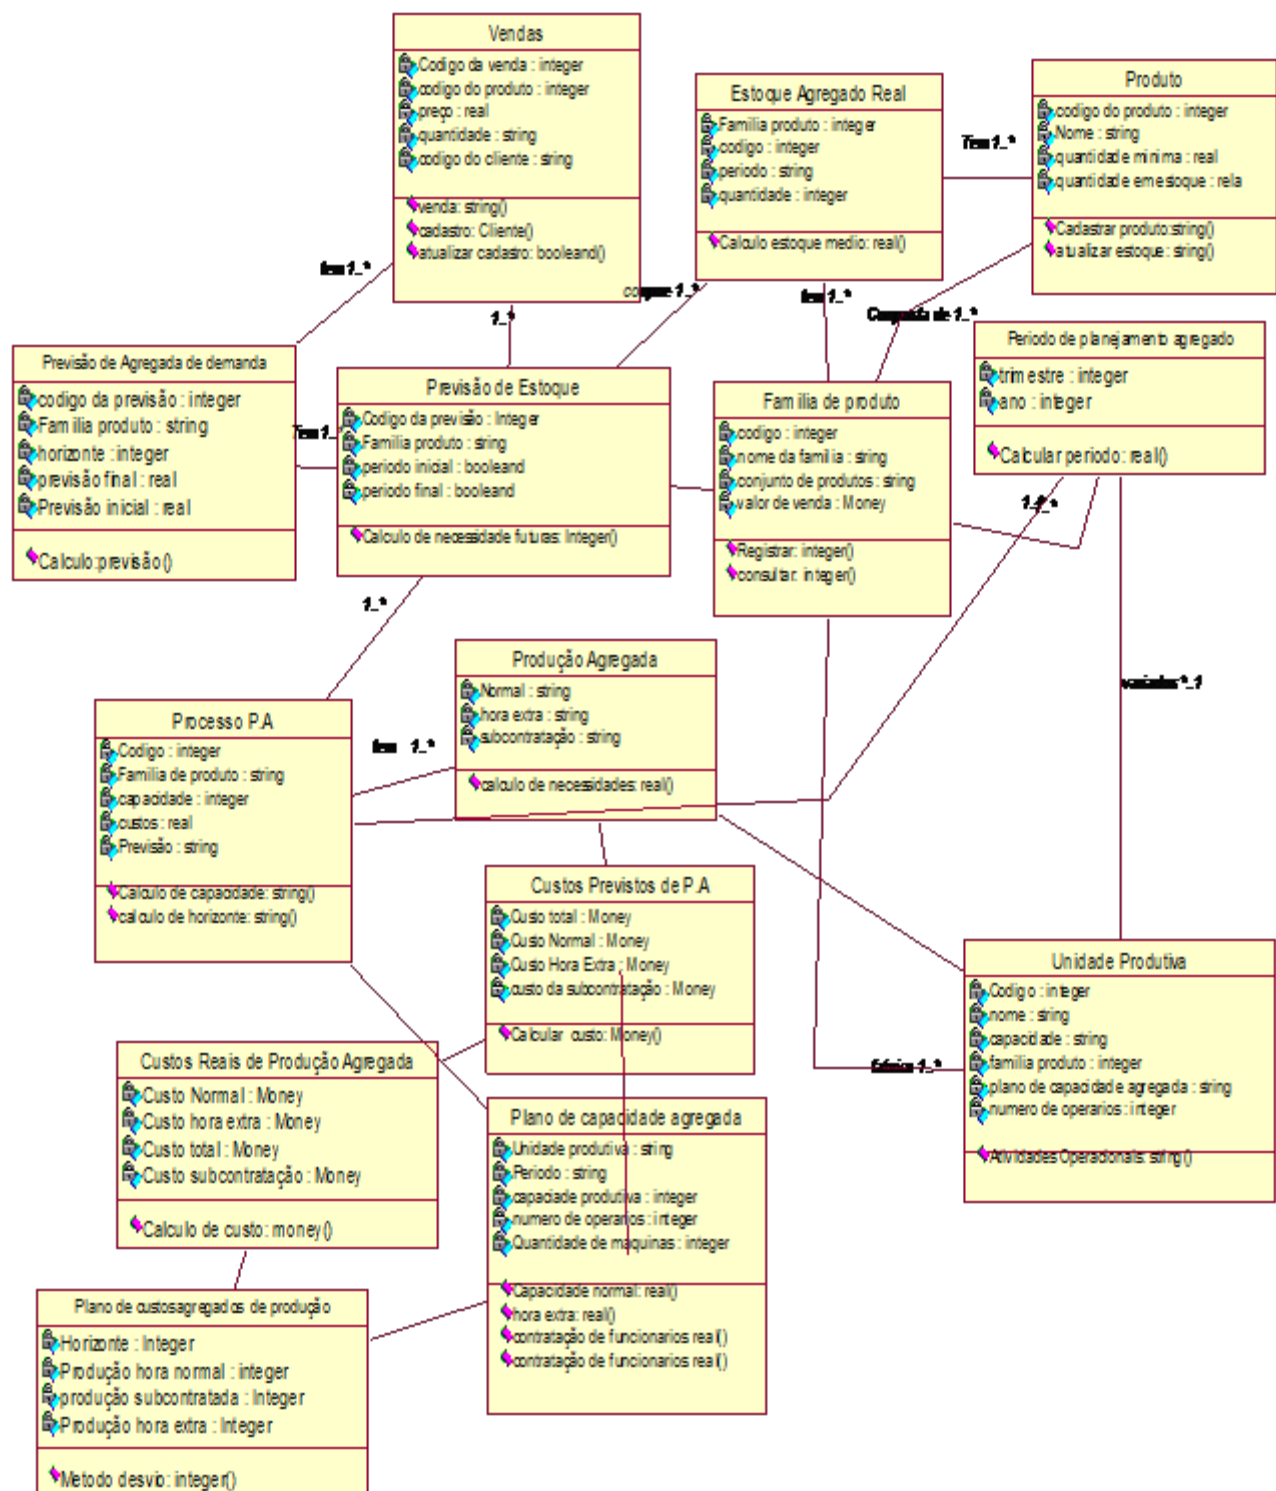 Vendas
Codigo da venda : integer
codigo do produto : integer
preço : real
quantidade : string
codigo do cliente : string
venda: string()
cadastro: Cliente()
atualizar cadastro: booleand()
Estoque Agregado Real
Familia produto : integer
codigo : integer
periodo : string
quantidade : integer
Calculo estoque medio: real()
Tem 1..*
Produto
codigo do produto : integer
Nome : string
quantidade minima : real
quantidade em estoque : rela
Cadastrar produto:string()
atualizar estoque : string()
tem 1..*
1..*
compoe 1..*
tem 1..*
Composta de 1..*
Previsão de Agregada de demanda
codigo da previsão : integer
Familia produto : string
horizonte : integer
previsão final : real
Previsão inicial : real
Calculo:previsão()
Previsão de Estoque
Codigo da previsão : Integer
Familia produto : string
periodo inicial : booleand
periodo final : booleand
Calculo de necessidade futuras: Integer()
Familia de produto
codigo : integer
nome da familia : string
conjunto de produtos : string
valor de venda : Money
Registrar: integer()
consultar: integer()
Periodo de planejamento agregado
trimestre : integer
ano : integer
Calcular periodo: real()
1..*
Produção Agregada
Normal : string
hora extra : string
subcontratação : string
calculo de necessidades: real()
Processo P.A
Codigo : integer
Familia de produto : string
capacidade : integer
custos : real
Previsão : string
Calculo de capacidade: string()
calculo de horizonte: string()
tem 1..*
Custos Previstos de P.A
Custo total : Money
Custo Normal : Money
Custo Hora Extra : Money
custo da subcontratação : Money
Calcular custo: Money()
Unidade Produtiva
Codigo : integer
nome : string
capacidade : string
familia produto : integer
plano de capacidade agregada : string
numero de operarios : integer
Atividades Operacionais: string()
Custos Reais de Produção Agregada
Custo Normal : Money
Custo hora extra : Money
Custo total : Money
Custo subcontratação : Money
Calculo de custo: money()
Plano de capacidade agregada
Unidade produtiva : string
Periodo : string
capaciade produtiva : integer
numero de operarios : integer
Quantidade de maquinas : integer
Capacidade normal: real()
hora extra: real()
contratação de funcionarios real()
contratação de funcionarios real()
Plano de custosagregados de produção
Horizonte : Integer
Produção hora normal : integer
produção subcontratada : Integer
Produção hora extra : Integer
Metodo desvio: integer()